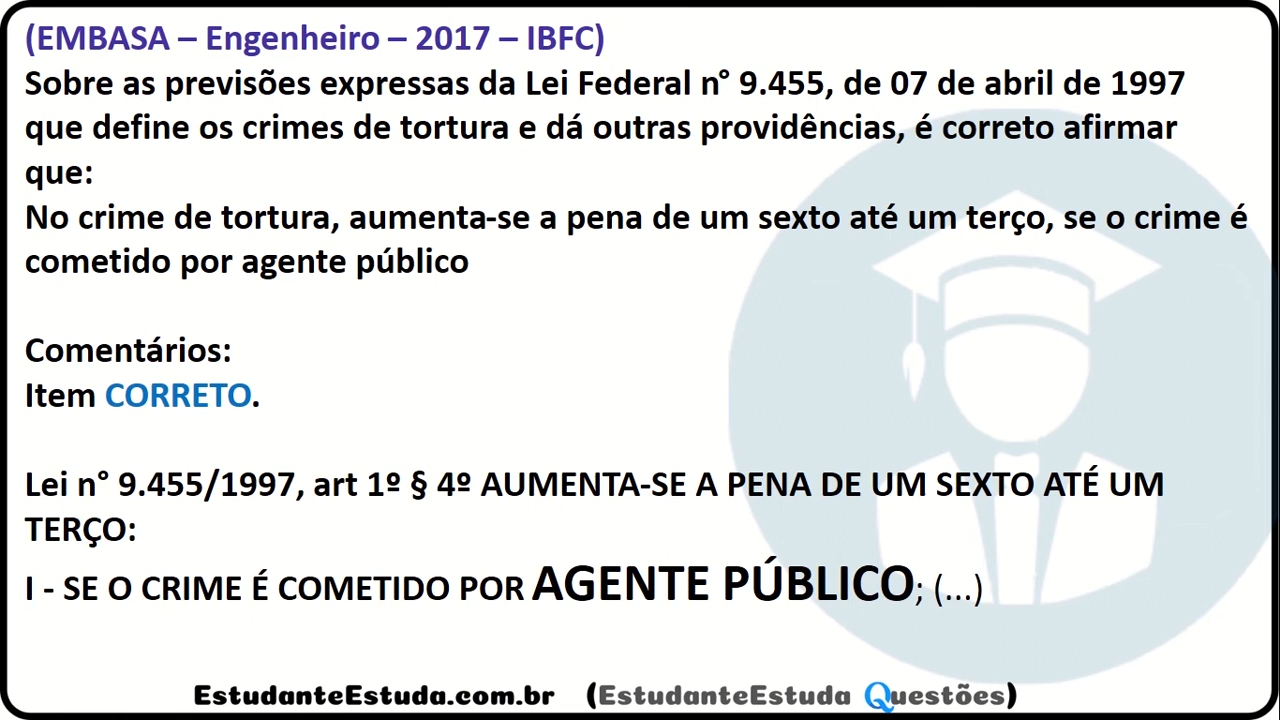 (EMBASA – Engenheiro – 2017 – IBFC)
Sobre as previsões expressas da Lei Federal n° 9.455, de 07 de abril de 1997
que define os crimes de tortura e dá outras providências, é correto afirmar
que:
No crime de tortura, aumenta-se a pena de um sexto até um terço, se o crime é
cometido por agente público
Comentários:
Item CORRETO.
Lei n° 9.455/1997, art 1º § 4º AUMENTA-SE A PENA DE UM SEXTO ATÉ UM
TERÇO:
I - SE O CRIME É COMETIDO POR AGENTE PÚBLICO; (...)
EstudanteEstuda.com.br (EstudanteEstuda Questões)